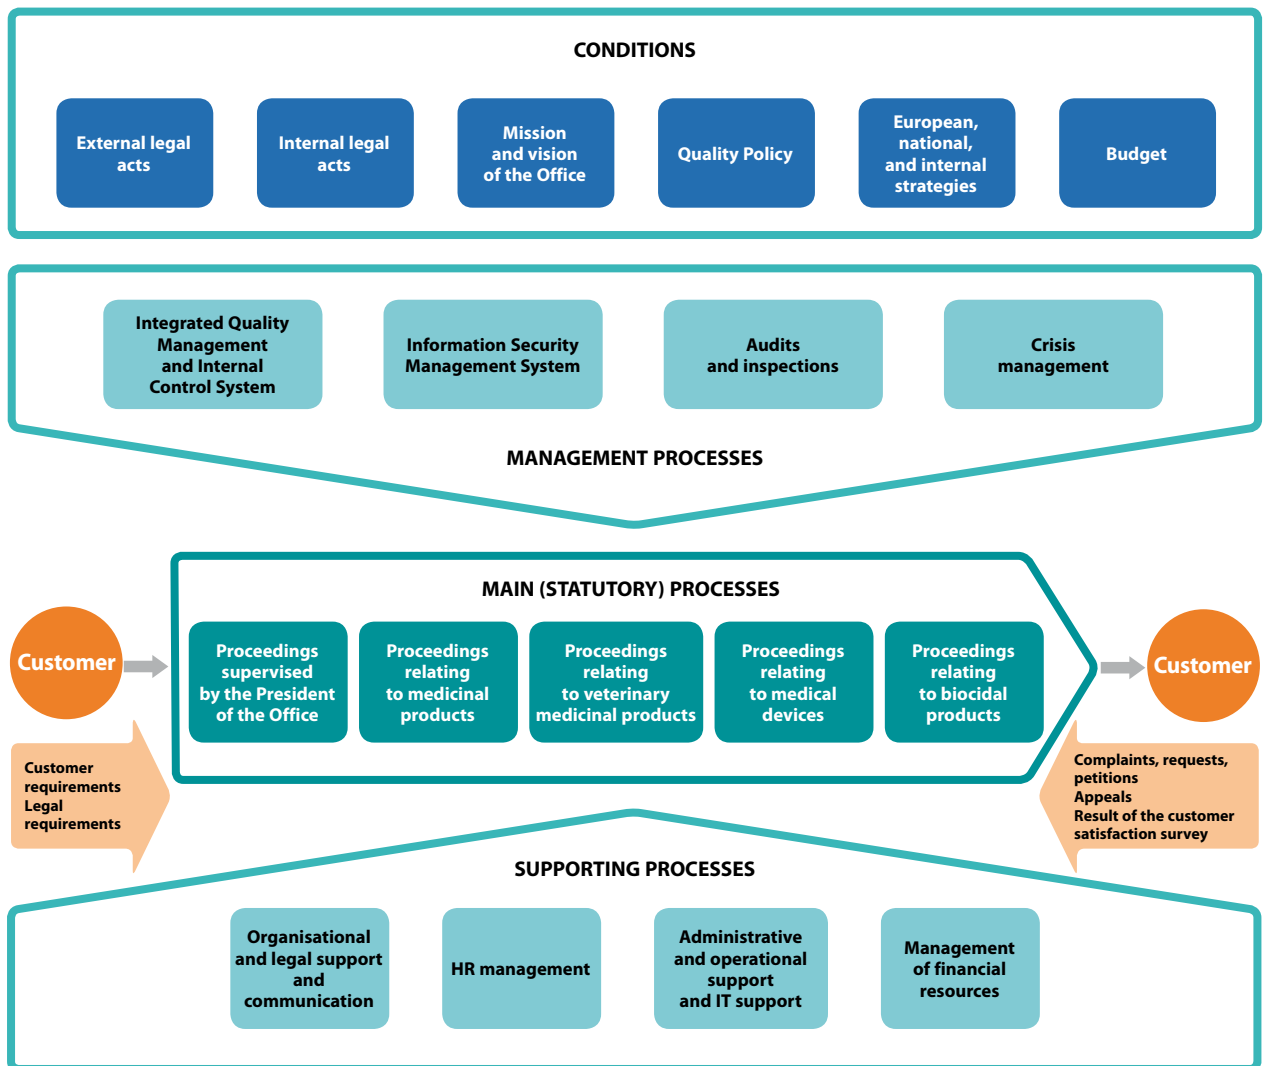 CONDITIONS
External legal
acts
Internal legal
acts
Mission
and vision
of the Office
Quality Policy
European,
national,
and internal
strategies
Budget
Integrated Quality
Management
and Internal
Control System
Information Security
Management System
Audits
and inspections
Crisis
management
MANAGEMENT PROCESSES
MAIN (STATUTORY) PROCESSES
Customer
Proceedings
supervised
by the President
of the Office
Proceedings
relating
to medicinal
products
Proceedings
relating
to veterinary
medicinal products
Proceedings
relating
to medical
devices
Proceedings
relating
to biocidal
products
Customer
Customer
requirements
Legal
requirements
Complaints, requests,
petitions
Appeals
Result of the customer
satisfaction survey
SUPPORTING PROCESSES
Organisational
and legal support
and
communication
HR management
Administrative
and operational
support
and IT support
Management
of financial
resources